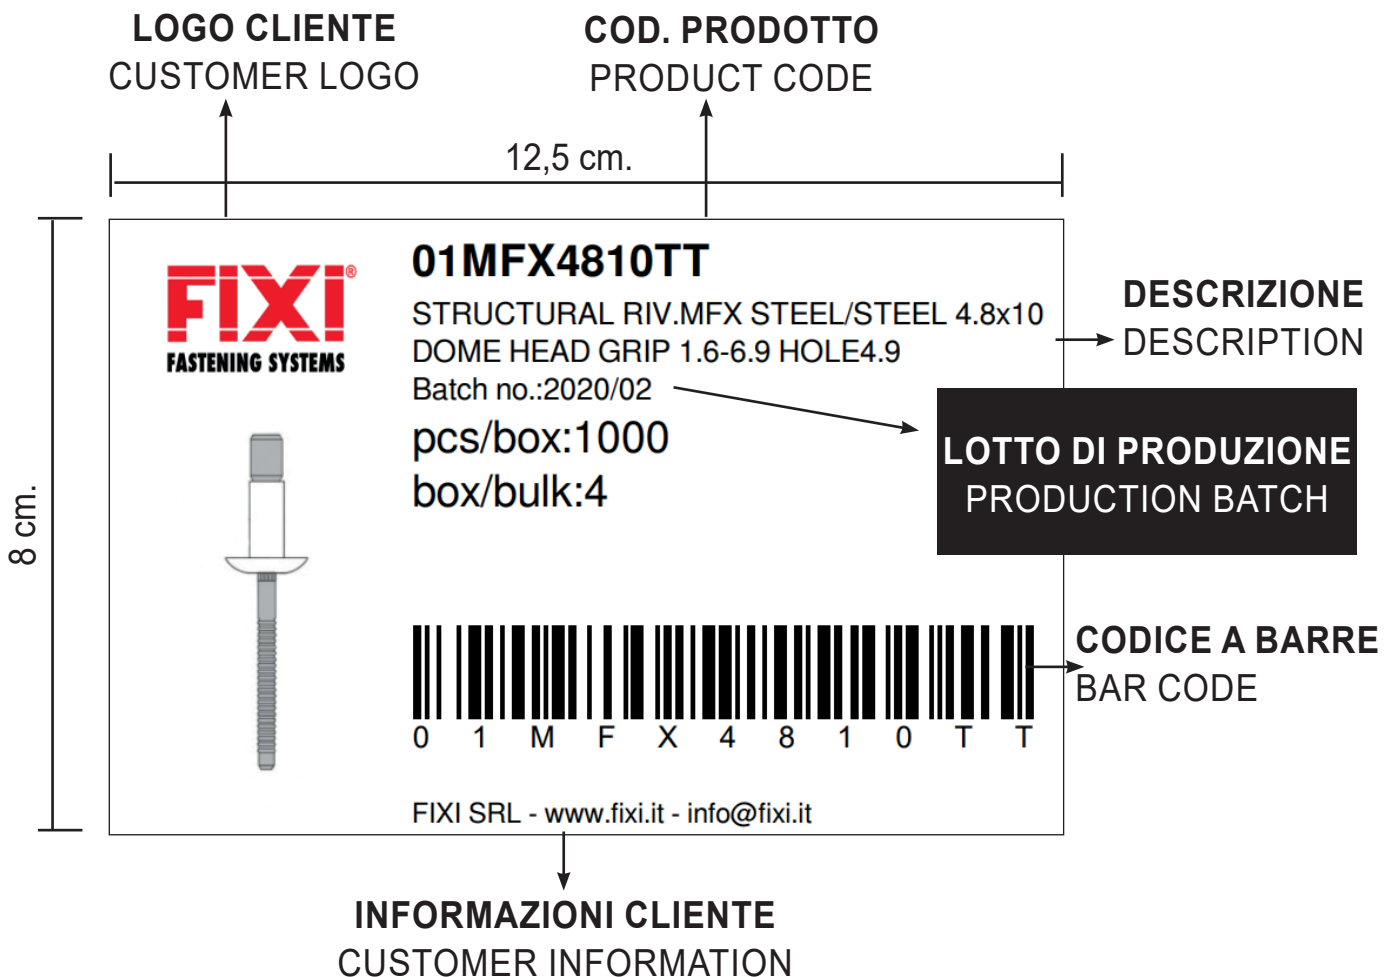 LOGO CLIENTE
CUSTOMER LOGO
COD. PRODOTTO
PRODUCT CODE
12,5 cm.
8 cm.
FIXI®
FASTENING SYSTEMS
01MFX4810TT
STRUCTURAL RIV.MFX STEEL/STEEL 4.8x10
DOME HEAD GRIP 1.6-6.9 HOLE4.9
Batch no.:2020/02
pcs/box:1000
box/bulk:4
DESCRIZIONE
DESCRIPTION
LOTTO DI PRODUZIONE
PRODUCTION BATCH
CODICE A BARRE
BAR CODE
0 1 M F X 4 8 1 0 T T
FIXI SRL - www.fixi.it - info@fixi.it
INFORMAZIONI CLIENTE
CUSTOMER INFORMATION